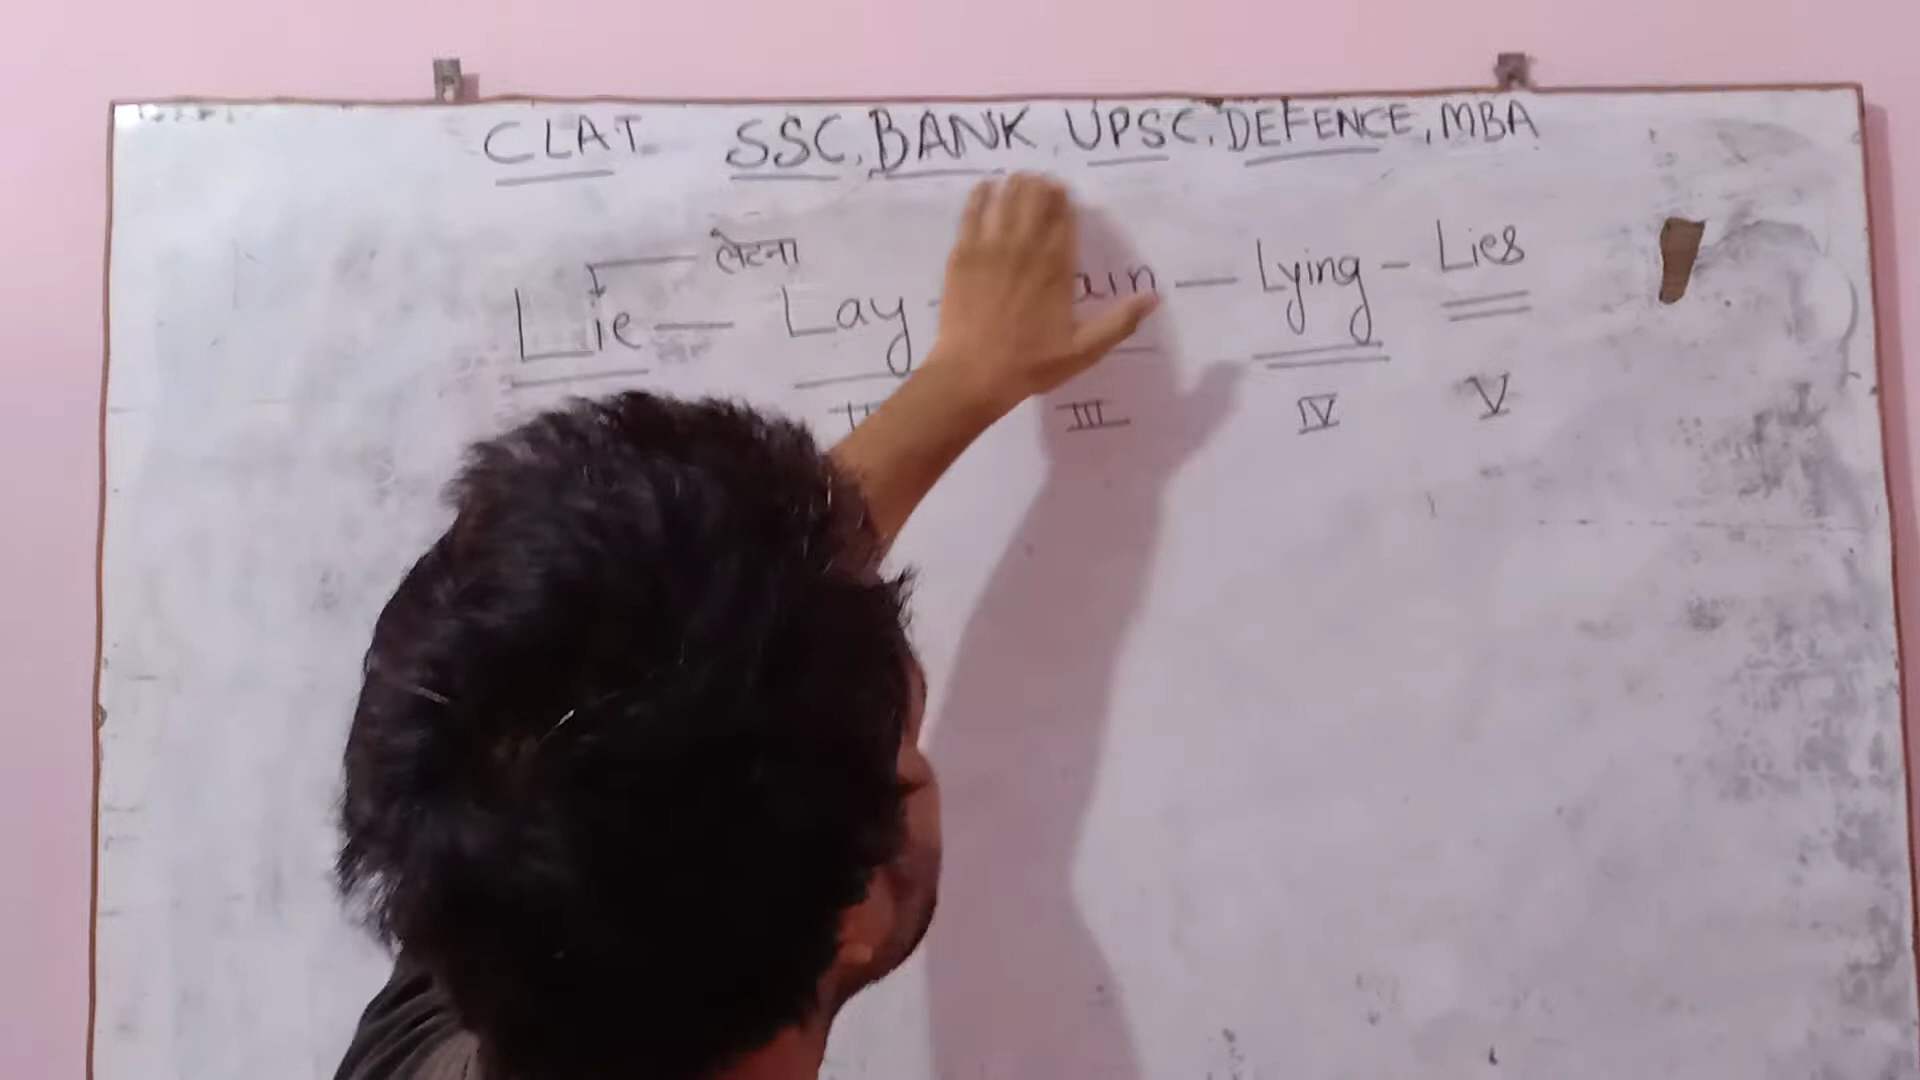 CLAT SSC, BANK, UPSC, DEFENCE, MBA
लेटना
Lie — Lay - ain — Lying - Lies
III IV V